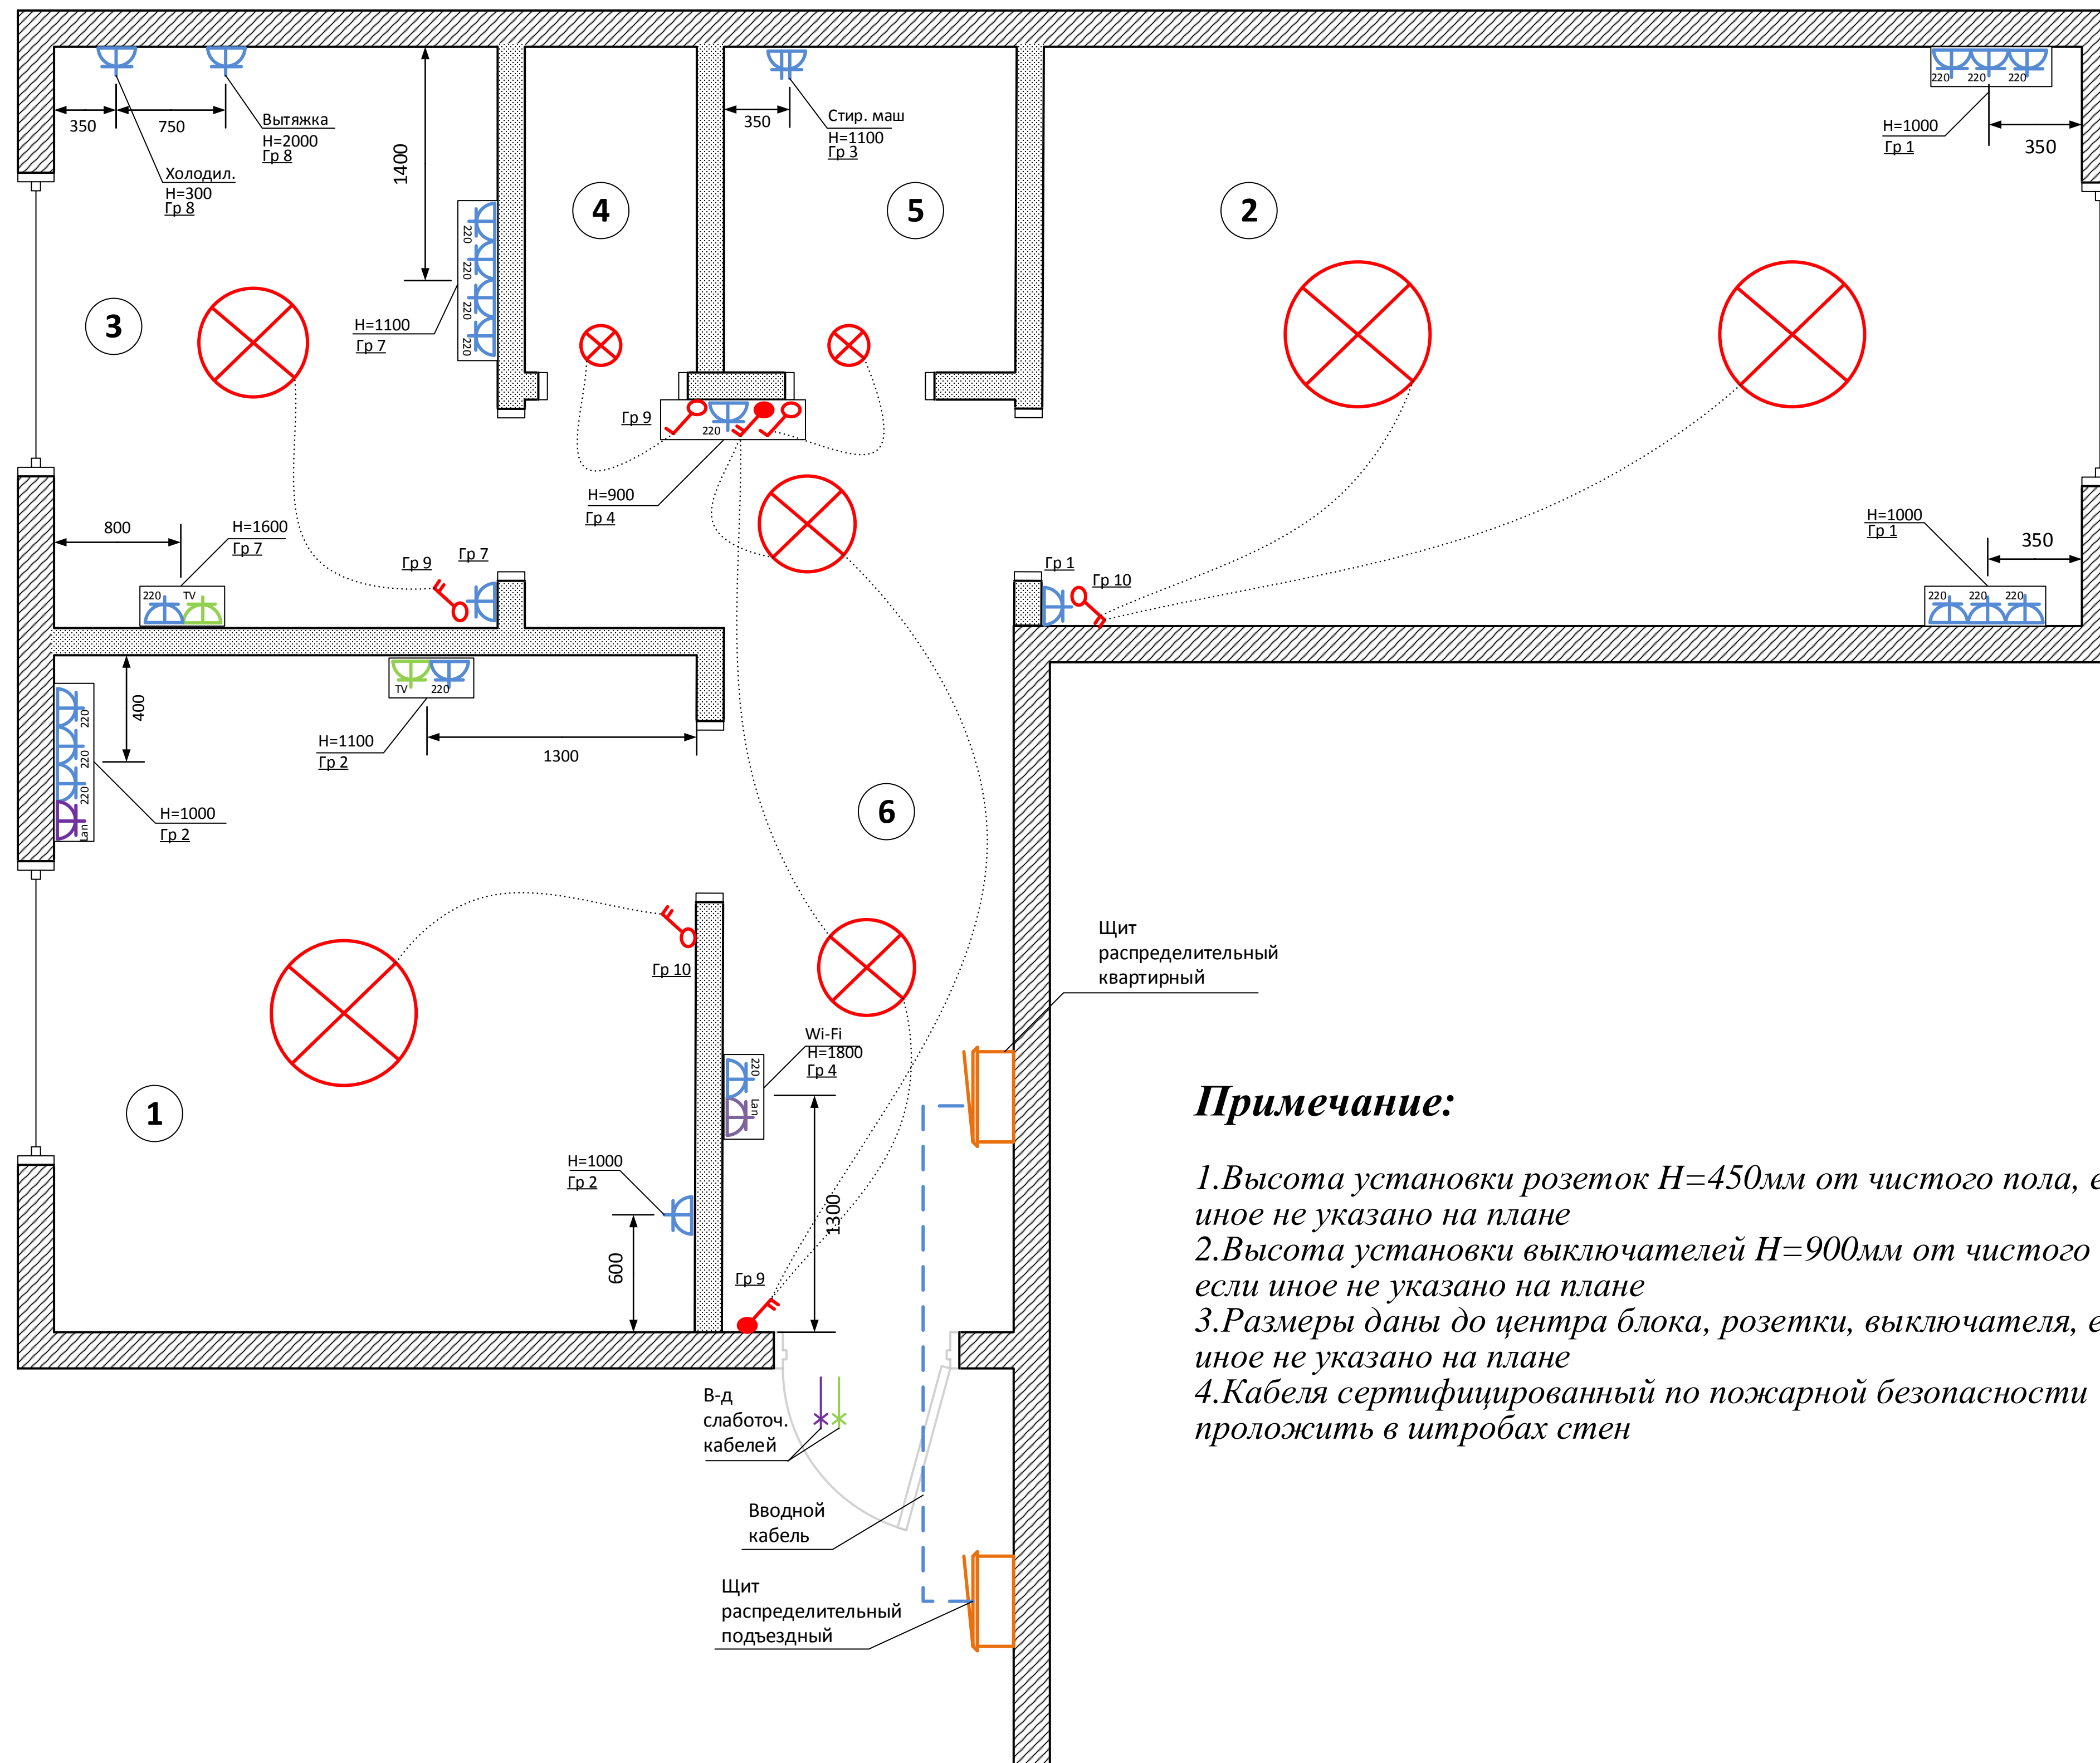 350
750
Вытяжка
H=2000
Гр 8
Холодил.
H=300
Гр 8
1400
220
220
220
220
H=1100
Гр 7
3
4
350
Стир. маш
H=1100
Гр 3
5
2
220 220 220
H=1000
Гр 1
350
Гр 9
220
H=900
Гр 4
800
H=1600
Гр 7
220 TV
Гр 9
Гр 7
Гр 1
Гр 10
H=1000
Гр 1
350
220 220 220
400
220
220
220
Lan
H=1000
Гр 2
TV 220
H=1100
Гр 2
1300
6
Гр 10
1
Wi-Fi
H=1800
Гр 4
220
Lan
1300
H=1000
Гр 2
600
Гр 9
Щит
распределительный
квартирный
В-д
слаботоч.
кабелей
Вводной
кабель
Щит
распределительный
подъездный
Примечание:
1.Высота установки розеток H=450мм от чистого пола,
иное не указано на плане
2.Высота установки выключателей H=900мм от чистого
если иное не указано на плане
3.Размеры даны до центра блока, розетки, выключателя,
иное не указано на плане
4.Кабеля сертифицированный по пожарной безопасности
проложить в штробах стен